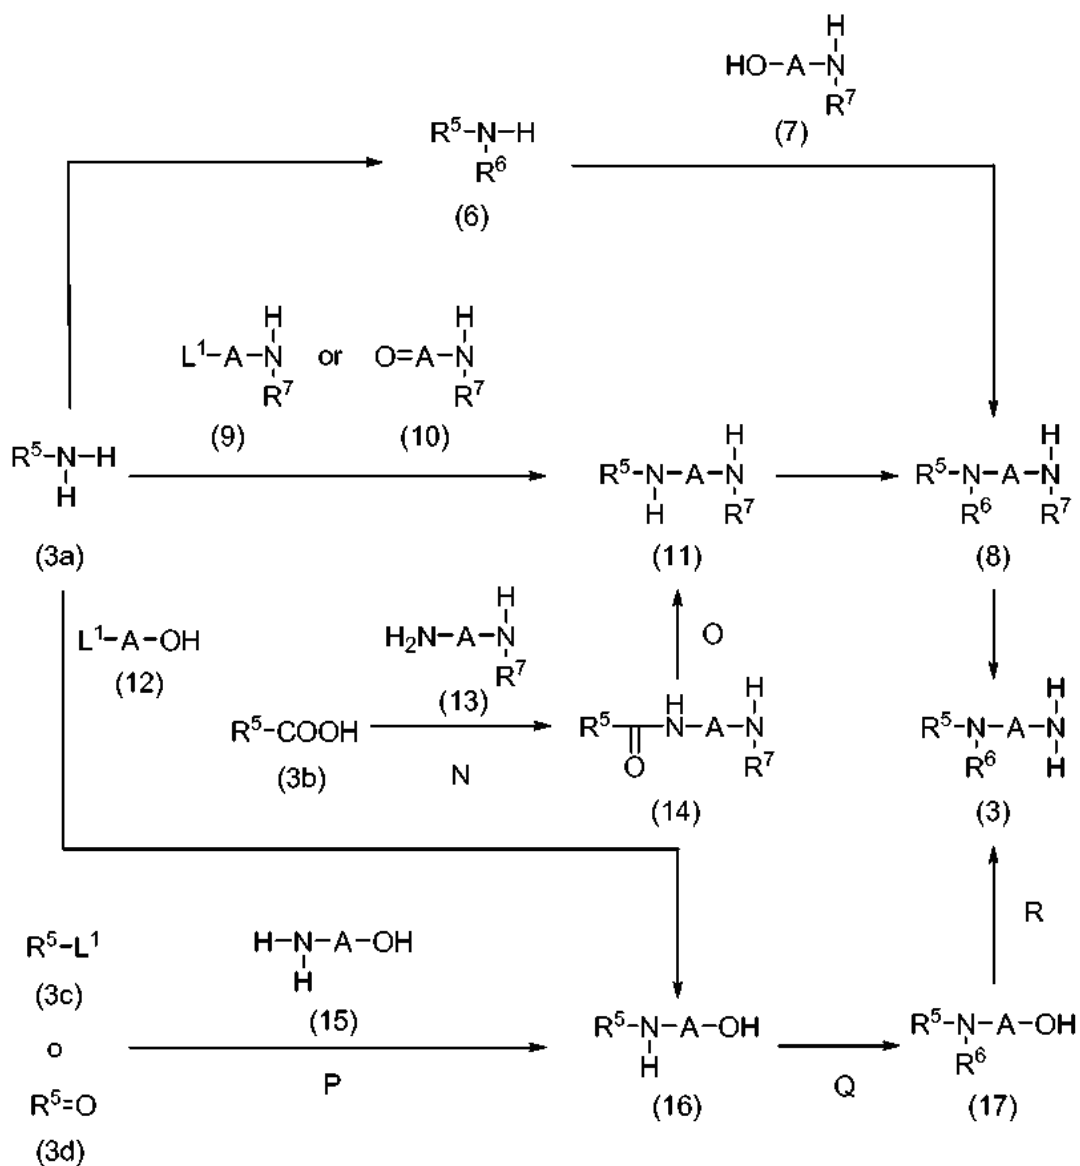 HO-A-N(H)-R⁷
(7)
R⁵-N(R⁶)-H
(6)
L¹-A-N(H)-R⁷ or O=A-N(H)-R⁷
(9) (10)
R⁵-N(H)-H
(3a)
R⁵-N(H)-A-N(H)-R⁷
(11)
R⁵-N(R⁶)-A-N(H)-R⁷
(8)
L¹-A-OH
(12)
H₂N-A-N(H)-R⁷
(13)
O
R⁵-COOH
(3b)
N
R⁵-C(=O)-N(H)-A-N(H)-R⁷
(14)
R⁵-N(R⁶)-A-N(H)-H
(3)
R
R⁵-L¹
(3c)
o
R⁵=O
(3d)
H-N(H)-A-OH
(15)
P
R⁵-N(H)-A-OH
(16)
Q
R⁵-N(R⁶)-A-OH
(17)